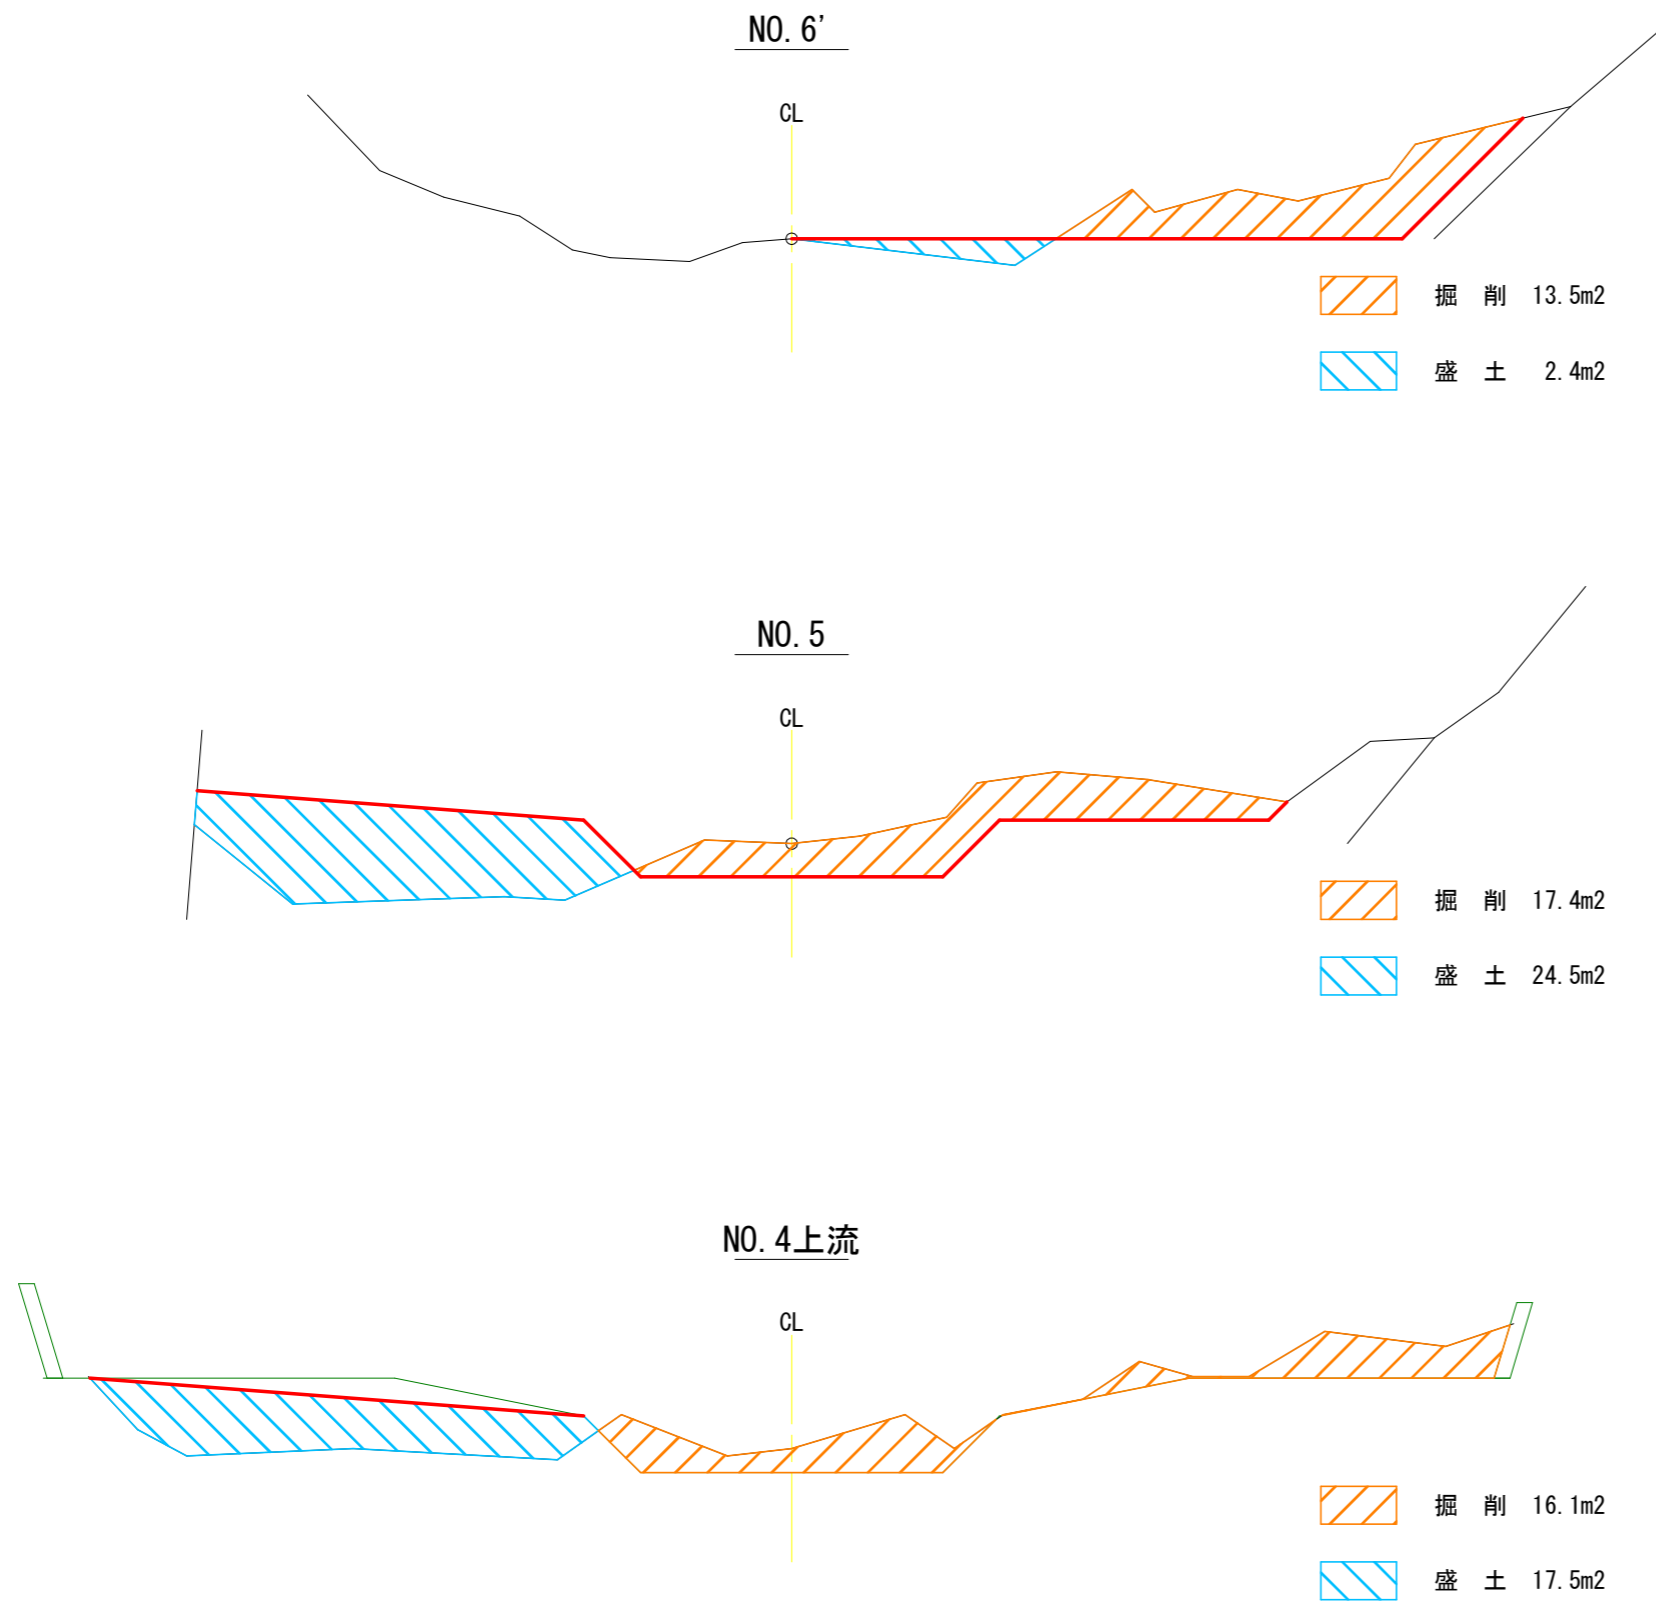 NO.6'
CL
掘 削 13.5m2
盛 土 2.4m2
NO.5
CL
掘 削 17.4m2
盛 土 24.5m2
NO.4上流
CL
掘 削 16.1m2
盛 土 17.5m2